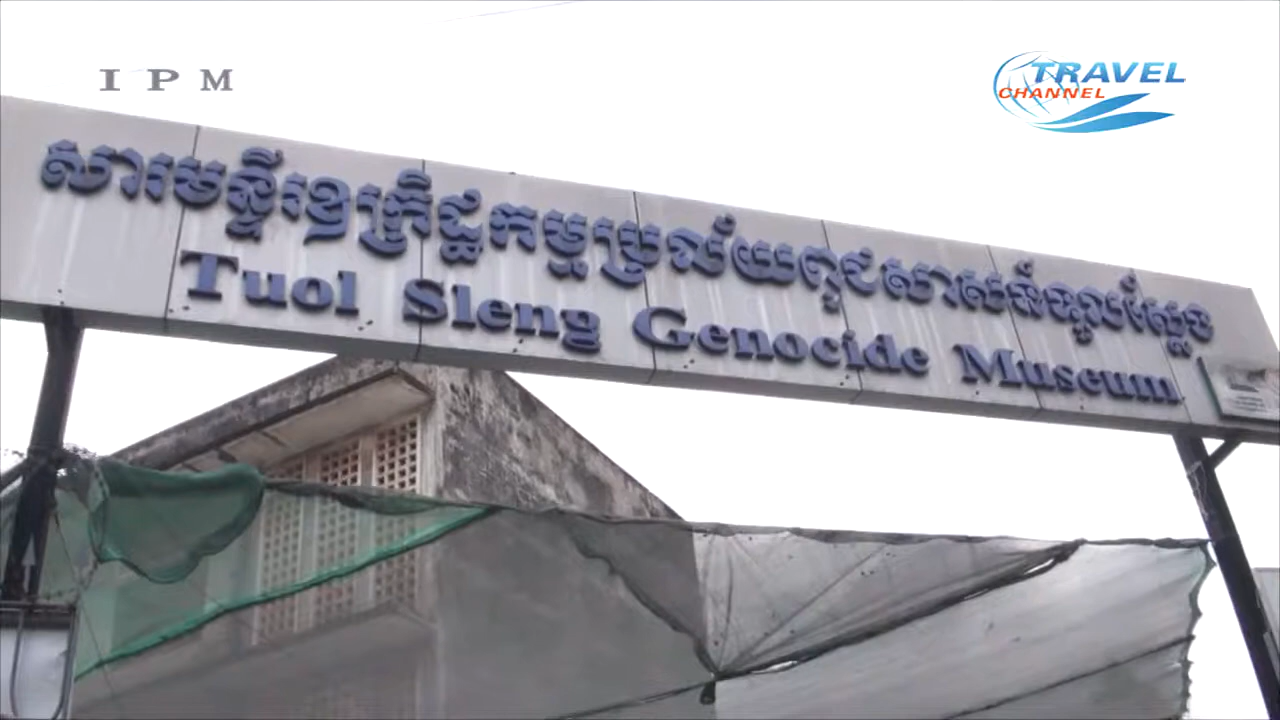 I P M
TRAVEL
CHANNEL
សារមន្ទីរឧក្រិដ្ឋកម្មប្រល័យពូជសាសន៍ទួលស្លែង
Tuol Sleng Genocide Museum